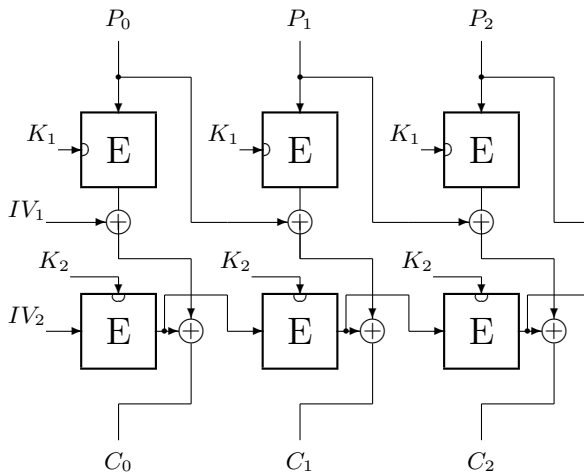 P₀ P₁ P₂
K₁ E K₁ E K₁ E
IV₁
K₂ K₂ K₂
IV₂ E E E
C₀ C₁ C₂